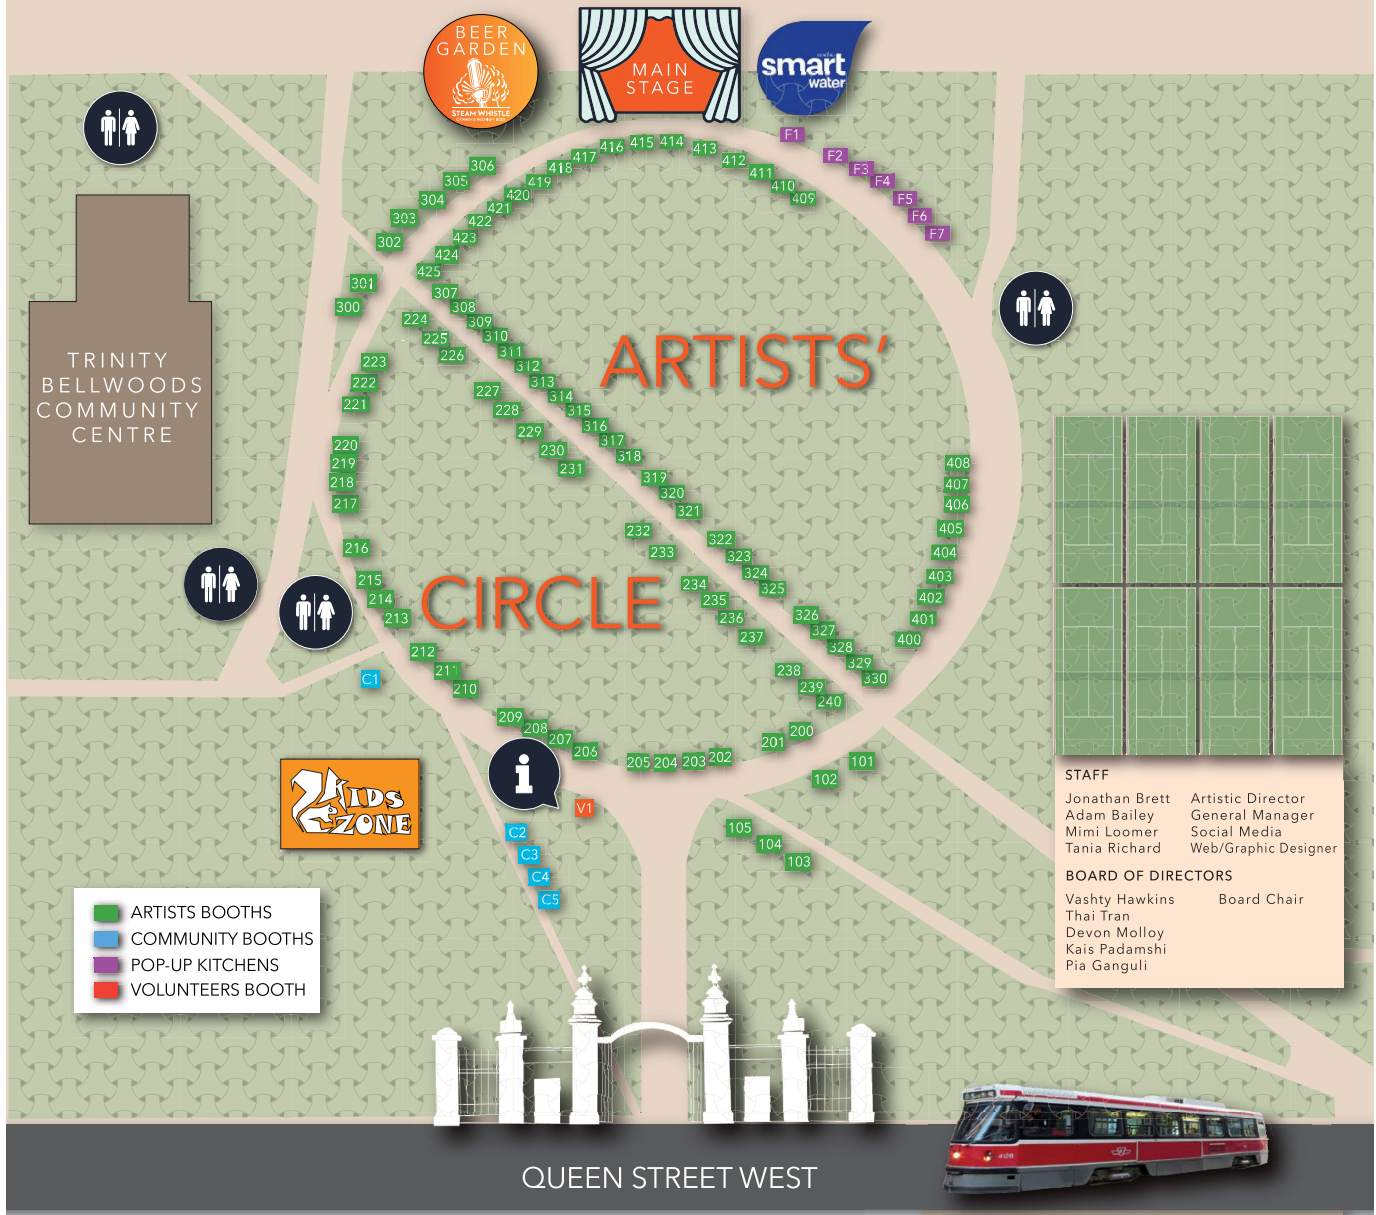 BEER
GARDEN
STEAM WHISTLE
CANADA'S PREMIUM BEER
MAIN
STAGE
smart
water
F1
F2
F3
F4
F5
F6
F7
416
415
414
413
417
412
418
411
419
410
420
409
421
422
423
424
425
306
305
304
303
302
301
300
307
308
309
310
311
312
313
314
315
316
317
318
319
320
321
322
323
324
325
326
327
328
329
330
224
225
226
227
228
229
230
231
232
233
234
235
236
237
238
239
240
223
222
221
220
219
218
217
216
215
214
213
212
211
210
209
208
207
206
205
204
203
202
201
200
408
407
406
405
404
403
402
401
400
101
102
105
104
103
ARTISTS'
CIRCLE
TRINITY
BELLWOODS
COMMUNITY
CENTRE
C1
i
V1
C2
C3
C4
C5
KIDS
ZONE
ARTISTS BOOTHS
COMMUNITY BOOTHS
POP-UP KITCHENS
VOLUNTEERS BOOTH
STAFF
Jonathan Brett Artistic Director
Adam Bailey General Manager
Mimi Loomer Social Media
Tania Richard Web/Graphic Designer
BOARD OF DIRECTORS
Vashty Hawkins Board Chair
Thai Tran
Devon Molloy
Kais Padamshi
Pia Ganguli
4126
QUEEN STREET WEST